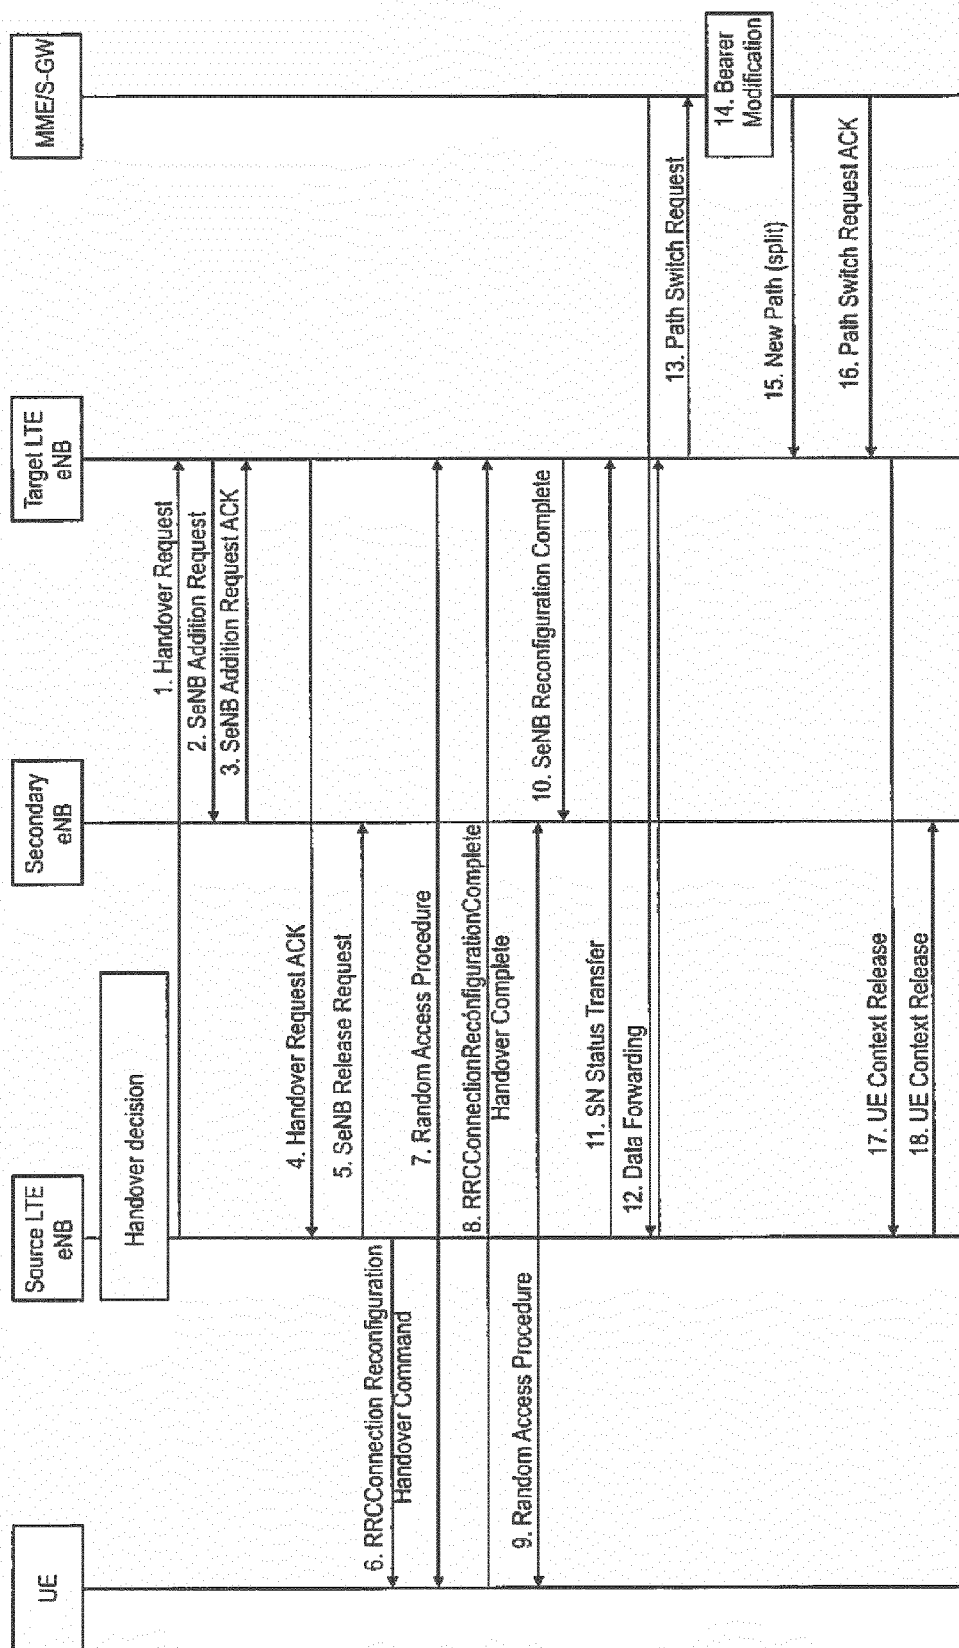 UE
Source LTE
eNB
Secondary
eNB
Target LTE
eNB
MME/S-GW
Handover decision
1. Handover Request
2. SeNB Addition Request
3. SeNB Addition Request ACK
4. Handover Request ACK
5. SeNB Release Request
6. RRCConnection Reconfiguration
Handover Command
7. Random Access Procedure
8. RRCConnectionReconfigurationComplete
Handover Complete
9. Random Access Procedure
10. SeNB Reconfiguration Complete
11. SN Status Transfer
12. Data Forwarding
13. Path Switch Request
14. Bearer
Modification
15. New Path (split)
16. Path Switch Request ACK
17. UE Context Release
18. UE Context Release